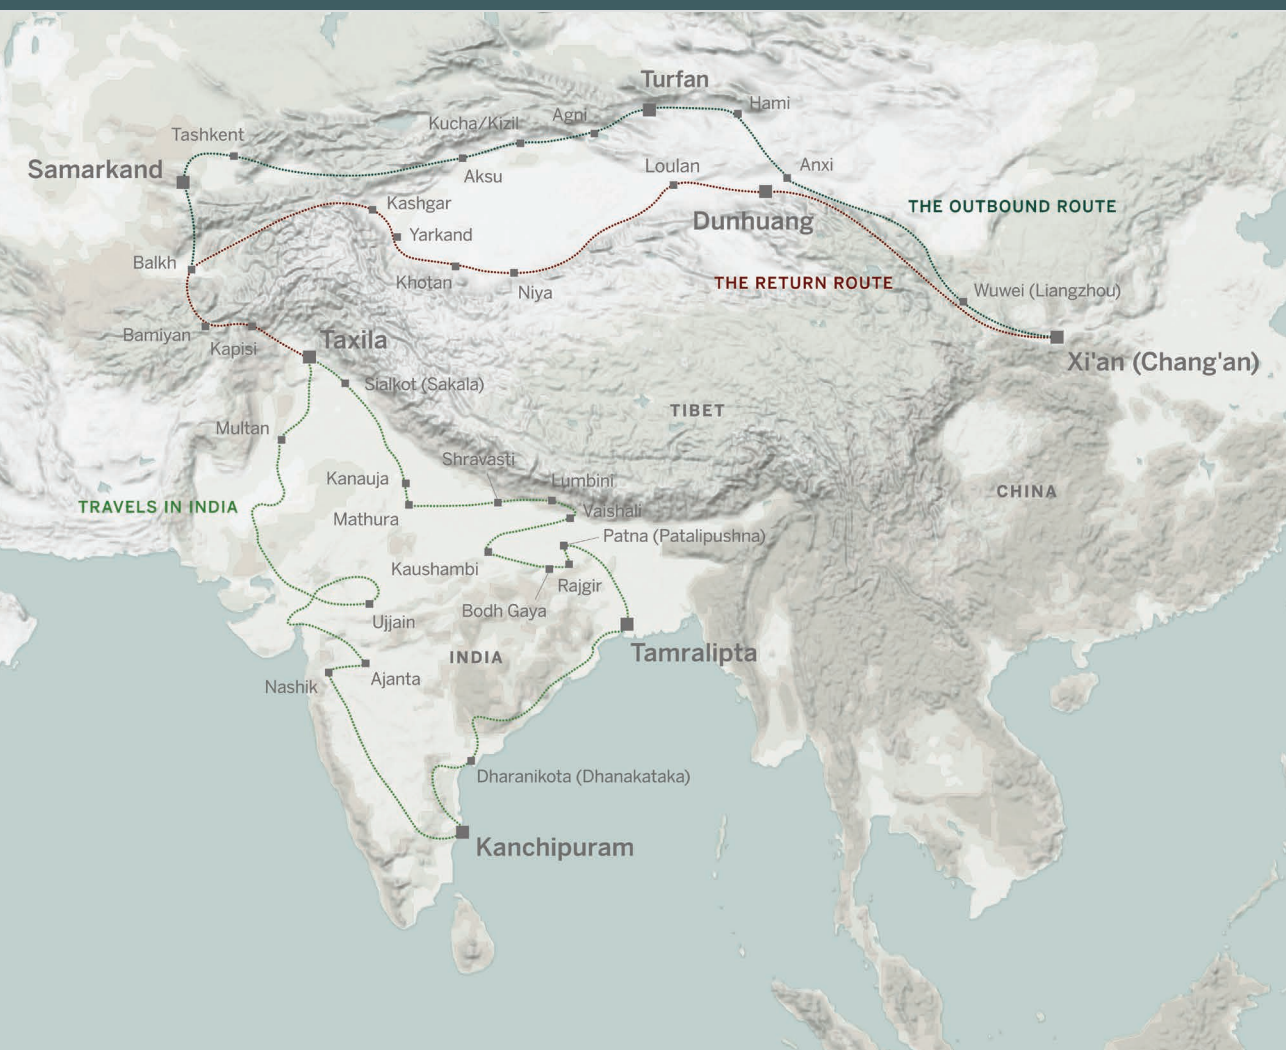 Turfan
Hami
Agni
Kucha/Kizil
Tashkent
Samarkand
Aksu
Loulan
Anxi
Kashgar
Dunhuang
THE OUTBOUND ROUTE
Yarkand
Balkh
Khotan
Niya
THE RETURN ROUTE
Wuwei (Liangzhou)
Bamiyan
Kapisi
Taxila
Xi'an (Chang'an)
Sialkot (Sakala)
TIBET
Multan
Shravasti
Kanauja
Lumbini
CHINA
TRAVELS IN INDIA
Mathura
Vaishali
Patna (Patalipushna)
Kaushambi
Rajgir
Bodh Gaya
Ujjain
INDIA
Tamralipta
Nashik
Ajanta
Dharanikota (Dhanakataka)
Kanchipuram